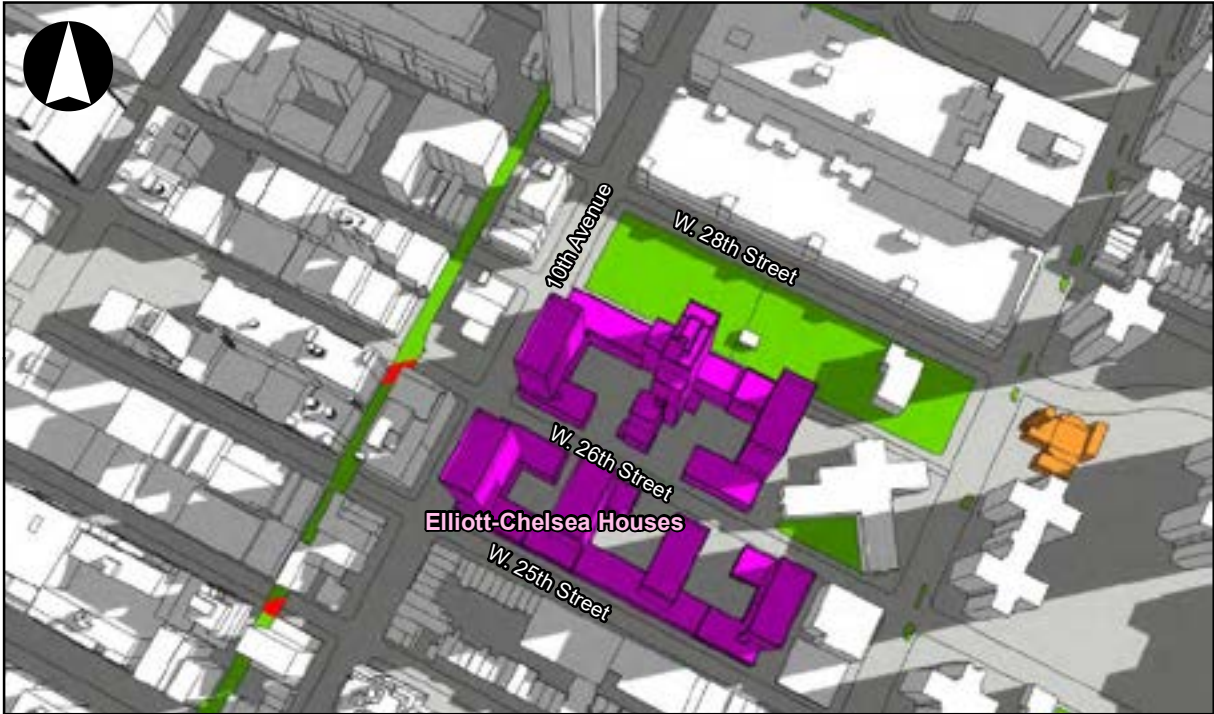 10th Avenue
W. 28th Street
W. 26th Street
Elliott-Chelsea Houses
W. 25th Street